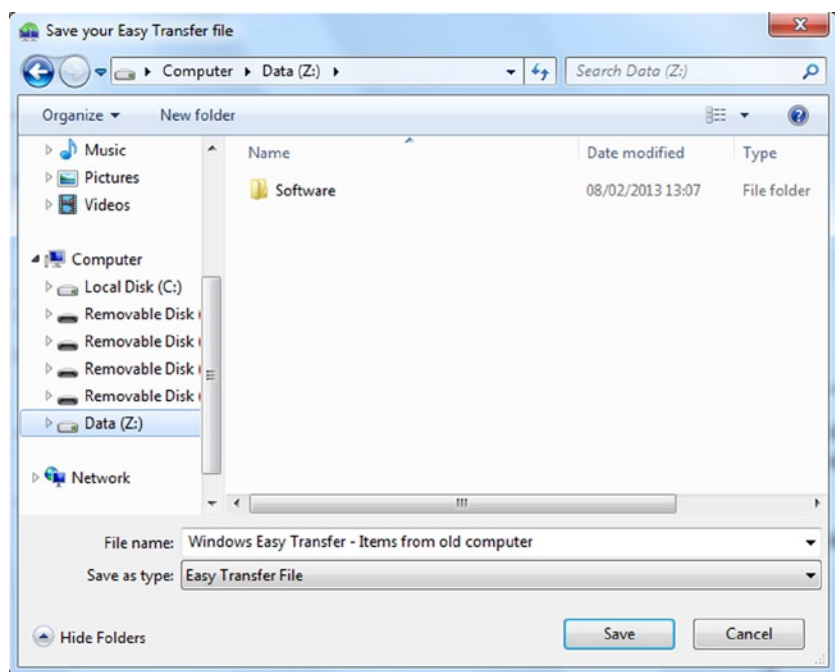 Save your Easy Transfer file
Computer Data (Z:)
Search Data (Z:)
Organize New folder
Music
Pictures
Videos
Computer
Local Disk (C:)
Removable Disk
Removable Disk
Removable Disk
Removable Disk
Data (Z:)
Network
Name Date modified Type
Software 08/02/2013 13:07 File folder
File name: Windows Easy Transfer - Items from old computer
Save as type: Easy Transfer File
Hide Folders
Save Cancel